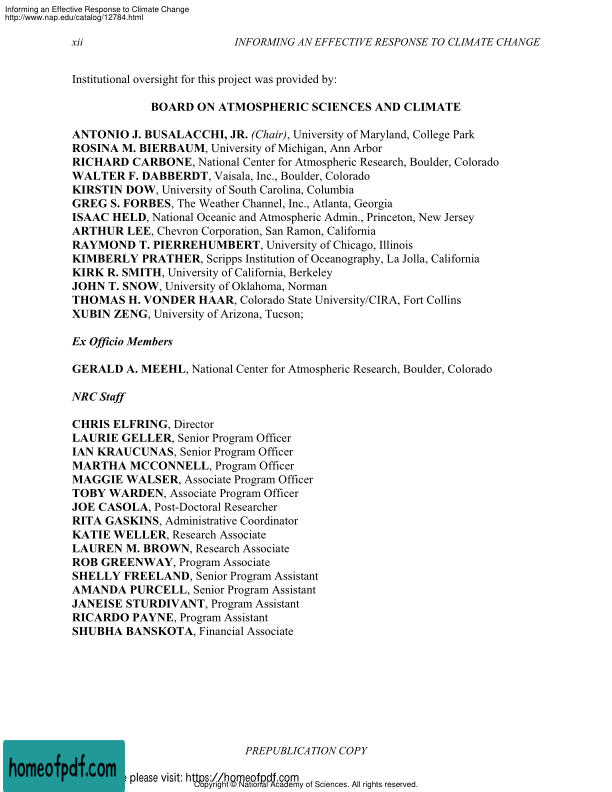 Informing an Effective Response to Climate Change
http://www.nap.edu/catalog/12784.html
xii INFORMING AN EFFECTIVE RESPONSE TO CLIMATE CHANGE
Institutional oversight for this project was provided by:
BOARD ON ATMOSPHERIC SCIENCES AND CLIMATE
ANTONIO J. BUSALACCHI, JR. (Chair), University of Maryland, College Park
ROSINA M. BIERBAUM, University of Michigan, Ann Arbor
RICHARD CARBONE, National Center for Atmospheric Research, Boulder, Colorado
WALTER F. DABBERDT, Vaisala, Inc., Boulder, Colorado
KIRSTIN DOW, University of South Carolina, Columbia
GREG S. FORBES, The Weather Channel, Inc., Atlanta, Georgia
ISAAC HELD, National Oceanic and Atmospheric Admin., Princeton, New Jersey
ARTHUR LEE, Chevron Corporation, San Ramon, California
RAYMOND T. PIERREHUMBERT, University of Chicago, Illinois
KIMBERLY PRATHER, Scripps Institution of Oceanography, La Jolla, California
KIRK R. SMITH, University of California, Berkeley
JOHN T. SNOW, University of Oklahoma, Norman
THOMAS H. VONDER HAAR, Colorado State University/CIRA, Fort Collins
XUBIN ZENG, University of Arizona, Tucson;
Ex Officio Members
GERALD A. MEEHL, National Center for Atmospheric Research, Boulder, Colorado
NRC Staff
CHRIS ELFRING, Director
LAURIE GELLER, Senior Program Officer
IAN KRAUCUNAS, Senior Program Officer
MARTHA MCCONNELL, Program Officer
MAGGIE WALSER, Associate Program Officer
TOBY WARDEN, Associate Program Officer
JOE CASOLA, Post-Doctoral Researcher
RITA GASKINS, Administrative Coordinator
KATIE WELLER, Research Associate
LAUREN M. BROWN, Research Associate
ROB GREENWAY, Program Associate
SHELLY FREELAND, Senior Program Assistant
AMANDA PURCELL, Senior Program Assistant
JANEISE STURDIVANT, Program Assistant
RICARDO PAYNE, Program Assistant
SHUBHA BANSKOTA, Financial Associate
PREPUBLICATION COPY
homeofpdf.com
please visit: https://homeofpdf.com
Copyright © National Academy of Sciences. All rights reserved.